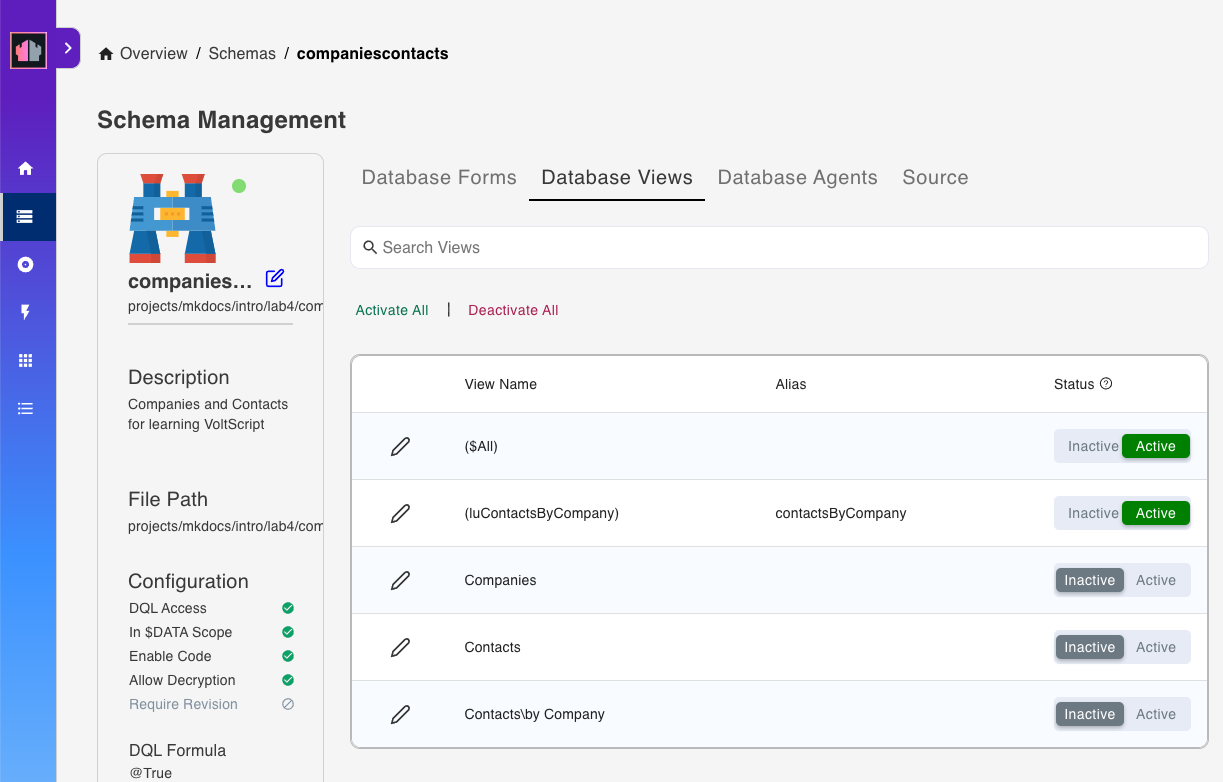 Overview / Schemas / companiescontacts
Schema Management
companies...
projects/mkdocs/intro/lab4/com
Description
Companies and Contacts
for learning VoltScript
File Path
projects/mkdocs/intro/lab4/com
Configuration
DQL Access
In $DATA Scope
Enable Code
Allow Decryption
Require Revision
DQL Formula
@True
Database Forms Database Views Database Agents Source
Search Views
Activate All | Deactivate All
View Name Alias Status
($All) Inactive Active
(luContactsByCompany) contactsByCompany Inactive Active
Companies Inactive Active
Contacts Inactive Active
Contacts\by Company Inactive Active